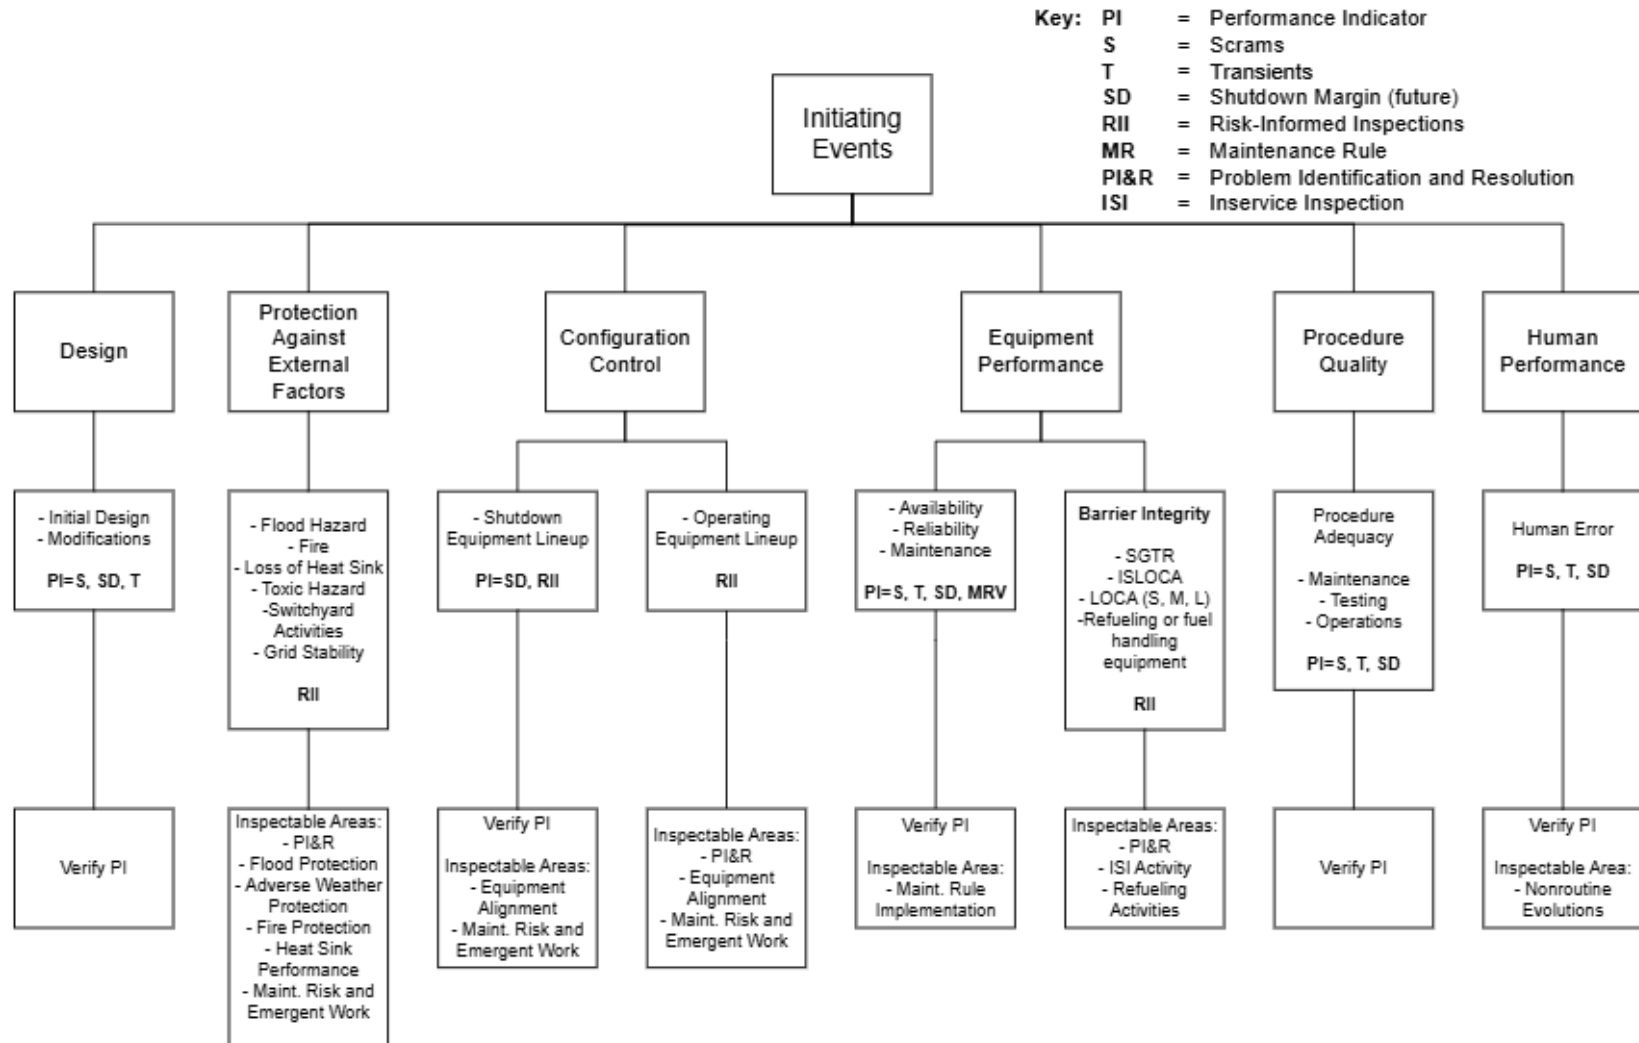 Key: PI = Performance Indicator
S = Scrams
T = Transients
SD = Shutdown Margin (future)
RII = Risk-Informed Inspections
MR = Maintenance Rule
PI&R = Problem Identification and Resolution
ISI = Inservice Inspection
Initiating
Events
Design
Protection
Against
External
Factors
Configuration
Control
Equipment
Performance
Procedure
Quality
Human
Performance
- Initial Design
- Modifications
PI=S, SD, T
- Flood Hazard
- Fire
- Loss of Heat Sink
- Toxic Hazard
-Switchyard
Activities
- Grid Stability
RII
- Shutdown
Equipment Lineup
PI=SD, RII
- Operating
Equipment Lineup
RII
- Availability
- Reliability
- Maintenance
PI=S, T, SD, MRV
Barrier Integrity
- SGTR
- ISLOCA
- LOCA (S, M, L)
-Refueling or fuel
handling
equipment
RII
Procedure
Adequacy
- Maintenance
- Testing
- Operations
PI=S, T, SD
Human Error
PI=S, T, SD
Verify PI
Inspectable Areas:
- PI&R
- Flood Protection
- Adverse Weather
Protection
- Fire Protection
- Heat Sink
Performance
- Maint. Risk and
Emergent Work
Verify PI
Inspectable Areas:
- Equipment
Alignment
- Maint. Risk and
Emergent Work
Inspectable Areas:
- PI&R
- Equipment
Alignment
- Maint. Risk and
Emergent Work
Verify PI
Inspectable Area:
- Maint. Rule
Implementation
Inspectable Areas:
- PI&R
- ISI Activity
- Refueling
Activities
Verify PI
Verify PI
Inspectable Area:
- Nonroutine
Evolutions